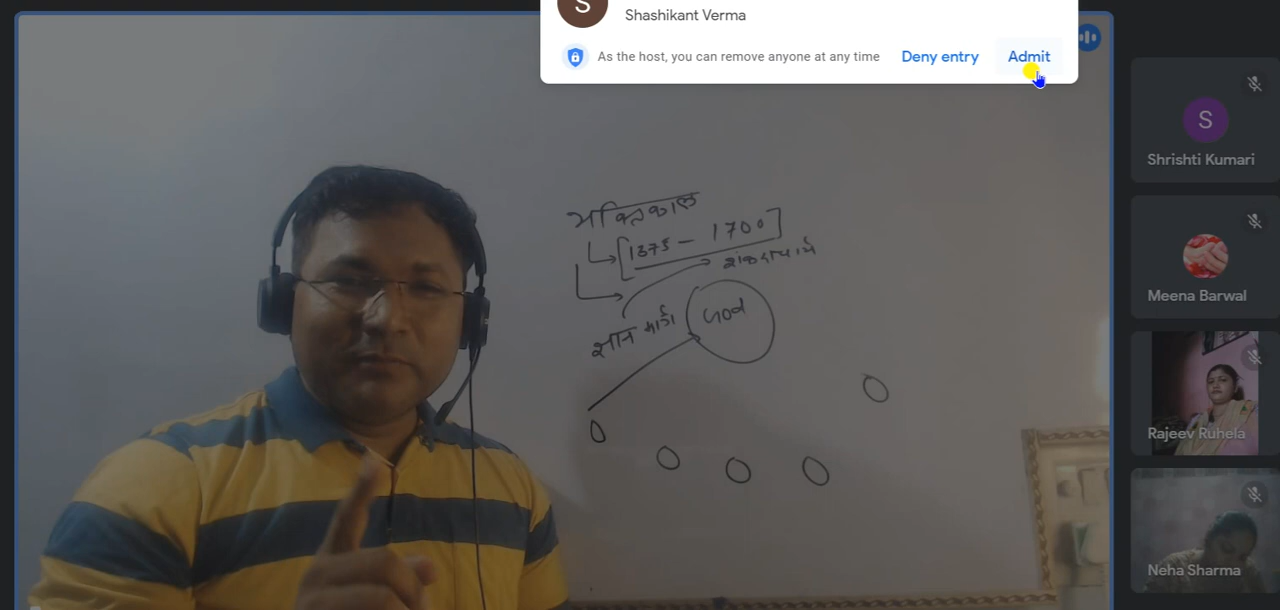 S
Shashikant Verma
As the host, you can remove anyone at any time Deny entry Admit
S
Shrishti Kumari
Meena Barwal
Rajeev Ruhela
Neha Sharma
भक्तिकाल
[1375 - 1700]
शंकराचार्य
ज्ञान मार्ग